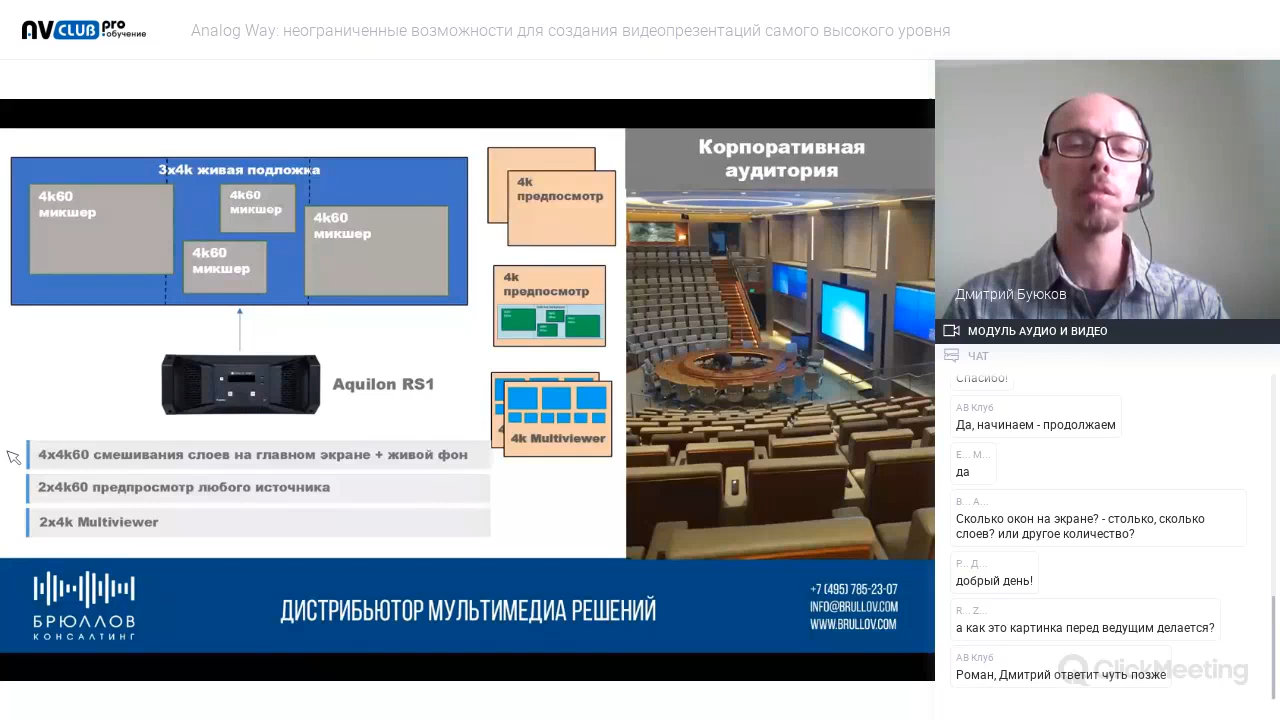 AV CLUB pro
обучение
Analog Way: неограниченные возможности для создания видеопрезентаций самого высокого уровня
3x4k живая подложка
4k60
микшер
4k60
микшер
4k60
микшер
4k60
микшер
4k
предпосмотр
4k
предпосмотр
4k Multiviewer
Aquilon RS1
4x4k60 смешивания слоев на главном экране + живой фон
2x4k60 предпросмотр любого источника
2x4k Multiviewer
Корпоративная
аудитория
БРЮЛЛОВ
КОНСАЛТИНГ
ДИСТРИБЬЮТОР МУЛЬТИМЕДИА РЕШЕНИЙ
+7 (495) 785-23-07
INFO@BRULLOV.COM
WWW.BRULLOV.COM
Дмитрий Буюков
МОДУЛЬ АУДИО И ВИДЕО
ЧАТ
Спасибо!
АВ Клуб
Да, начинаем - продолжаем
Е... М...
да
В... А...
Сколько окон на экране? - столько, сколько
слоев? или другое количество?
Р... Д...
добрый день!
R... Z...
а как это картинка перед ведущим делается?
АВ Клуб
Роман, Дмитрий ответит чуть позже
ClickMeeting